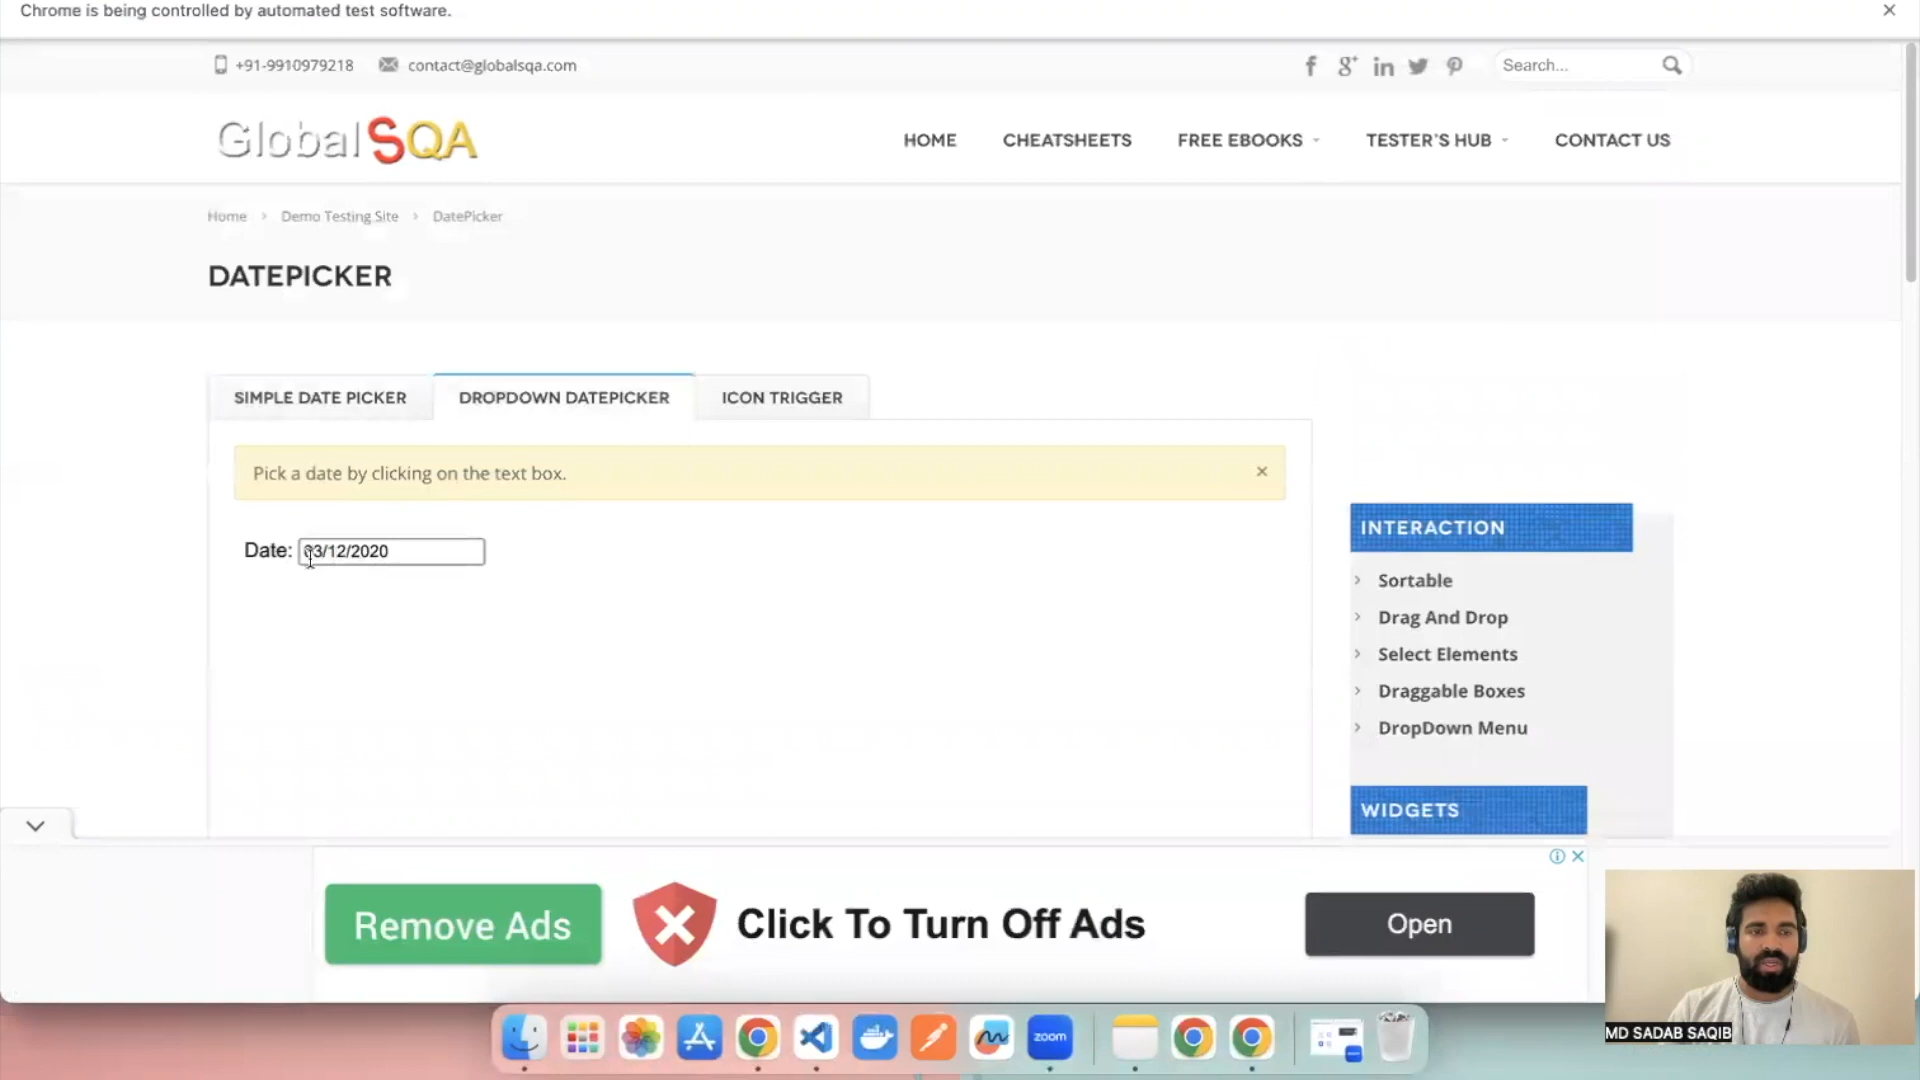 Chrome is being controlled by automated test software.
+91-9910979218 contact@globalsqa.com
Search...
GlobalSQA
HOME CHEATSHEETS FREE EBOOKS TESTER'S HUB CONTACT US
Home > Demo Testing Site > DatePicker
DATEPICKER
SIMPLE DATE PICKER DROPDOWN DATEPICKER ICON TRIGGER
Pick a date by clicking on the text box.
Date: 03/12/2020
INTERACTION
Sortable
Drag And Drop
Select Elements
Draggable Boxes
DropDown Menu
WIDGETS
Remove Ads Click To Turn Off Ads Open
MD SADAB SAQIB
zoom